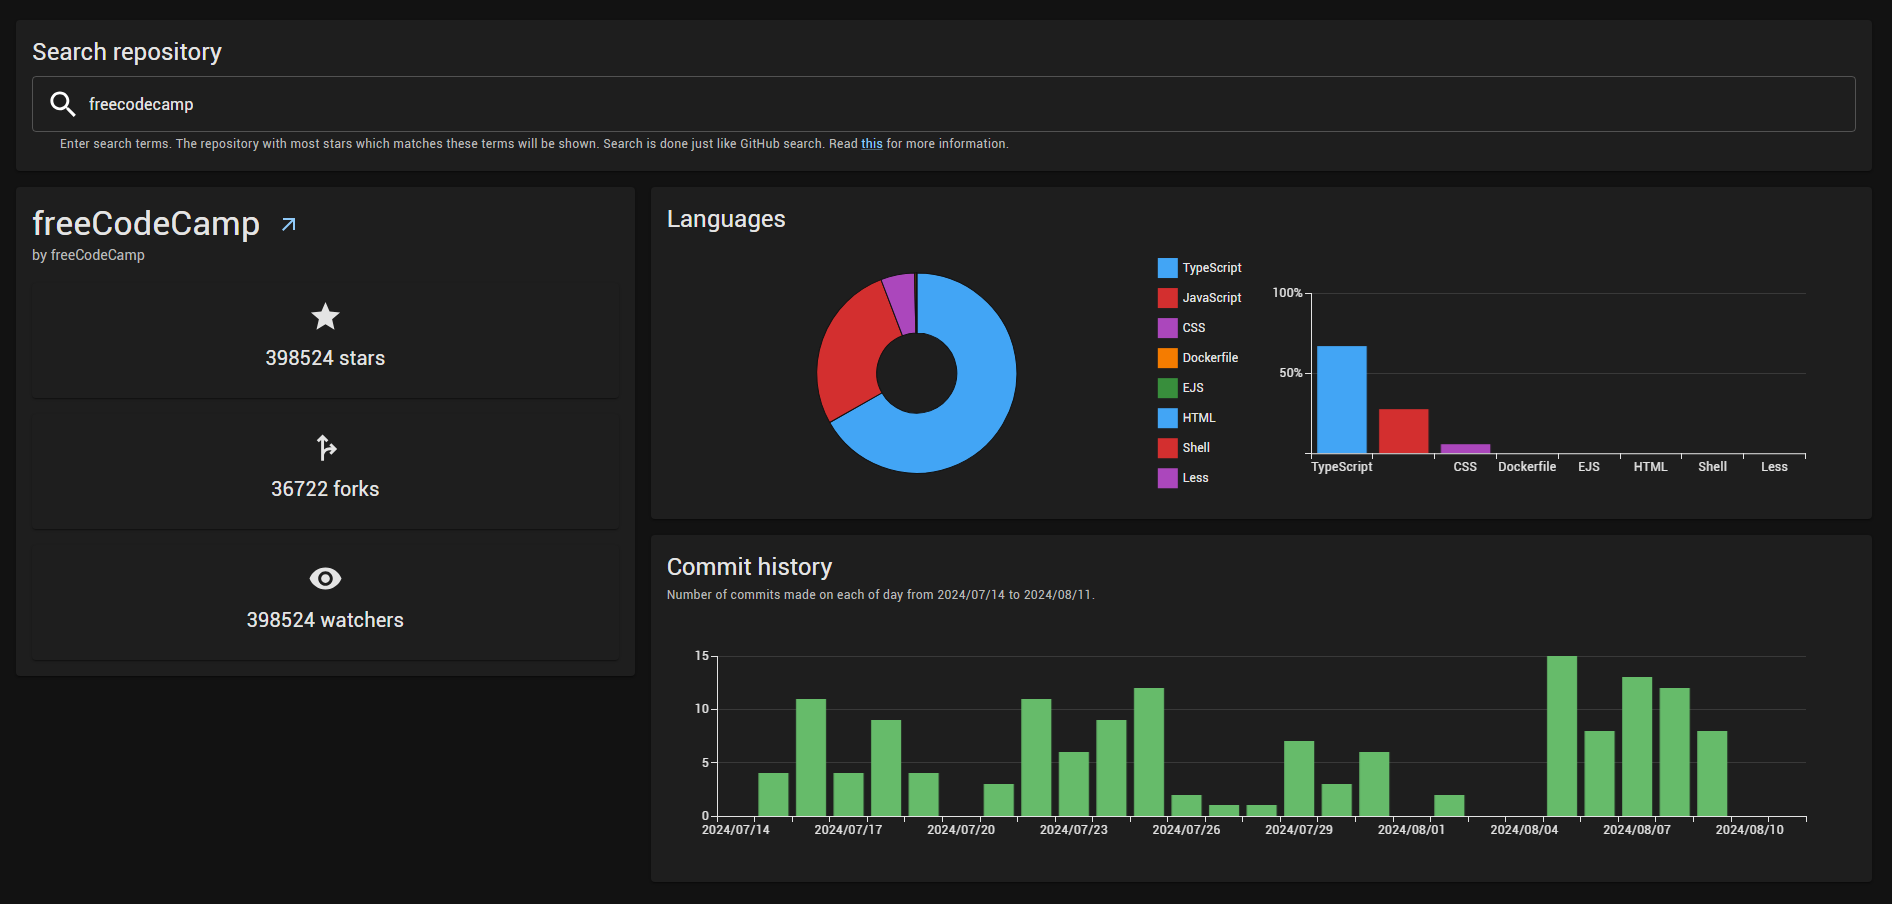 Search repository
freecodecamp
Enter search terms. The repository with most stars which matches these terms will be shown. Search is done just like GitHub search. Read this for more information.
freeCodeCamp
by freeCodeCamp
398524 stars
36722 forks
398524 watchers
Languages
TypeScript
JavaScript
CSS
Dockerfile
EJS
HTML
Shell
Less
100%
50%
TypeScript CSS Dockerfile EJS HTML Shell Less
Commit history
Number of commits made on each of day from 2024/07/14 to 2024/08/11.
15
10
5
0
2024/07/14 2024/07/17 2024/07/20 2024/07/23 2024/07/26 2024/07/29 2024/08/01 2024/08/04 2024/08/07 2024/08/10